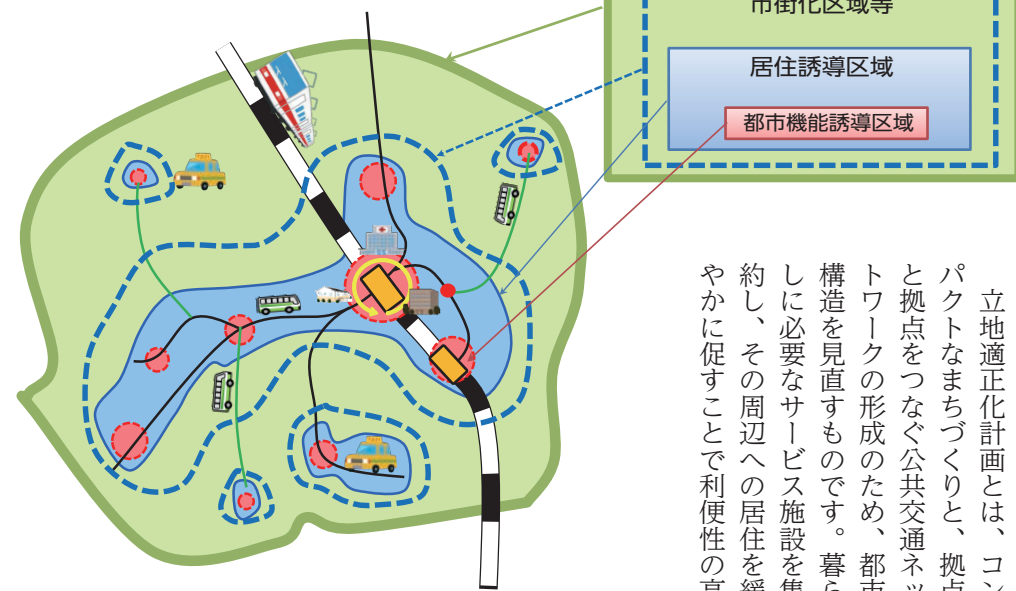 市街化区域等
居住誘導区域
都市機能誘導区域
立地適正化計画とは、コン
パクトなまちづくりと、拠点
と拠点をつなぐ公共交通ネッ
トワークの形成のため、都市
構造を見直すものです。暮ら
しに必要なサービス施設を集
約し、その周辺への居住を緩
やかに促すことで利便性の高
TAXI
TAXI